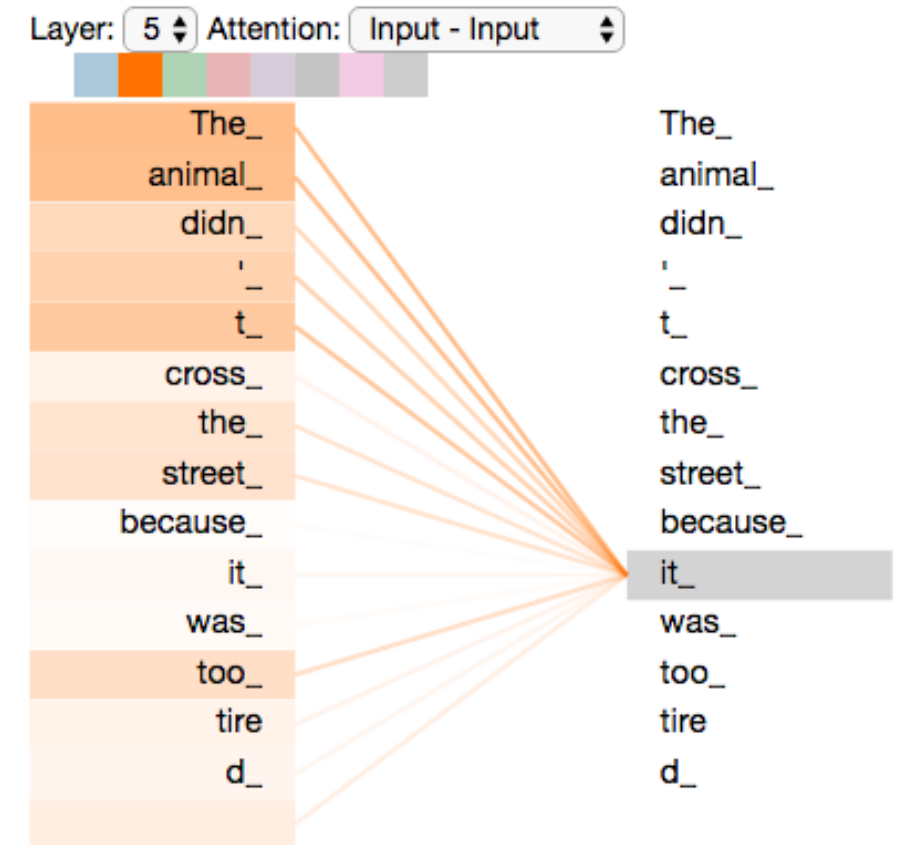 Layer: 5 Attention: Input - Input
The_ The_
animal_ animal_
didn_ didn_
'_ '_
t_ t_
cross_ cross_
the_ the_
street_ street_
because_ because_
it_ it_
was_ was_
too_ too_
tire tire
d_ d_